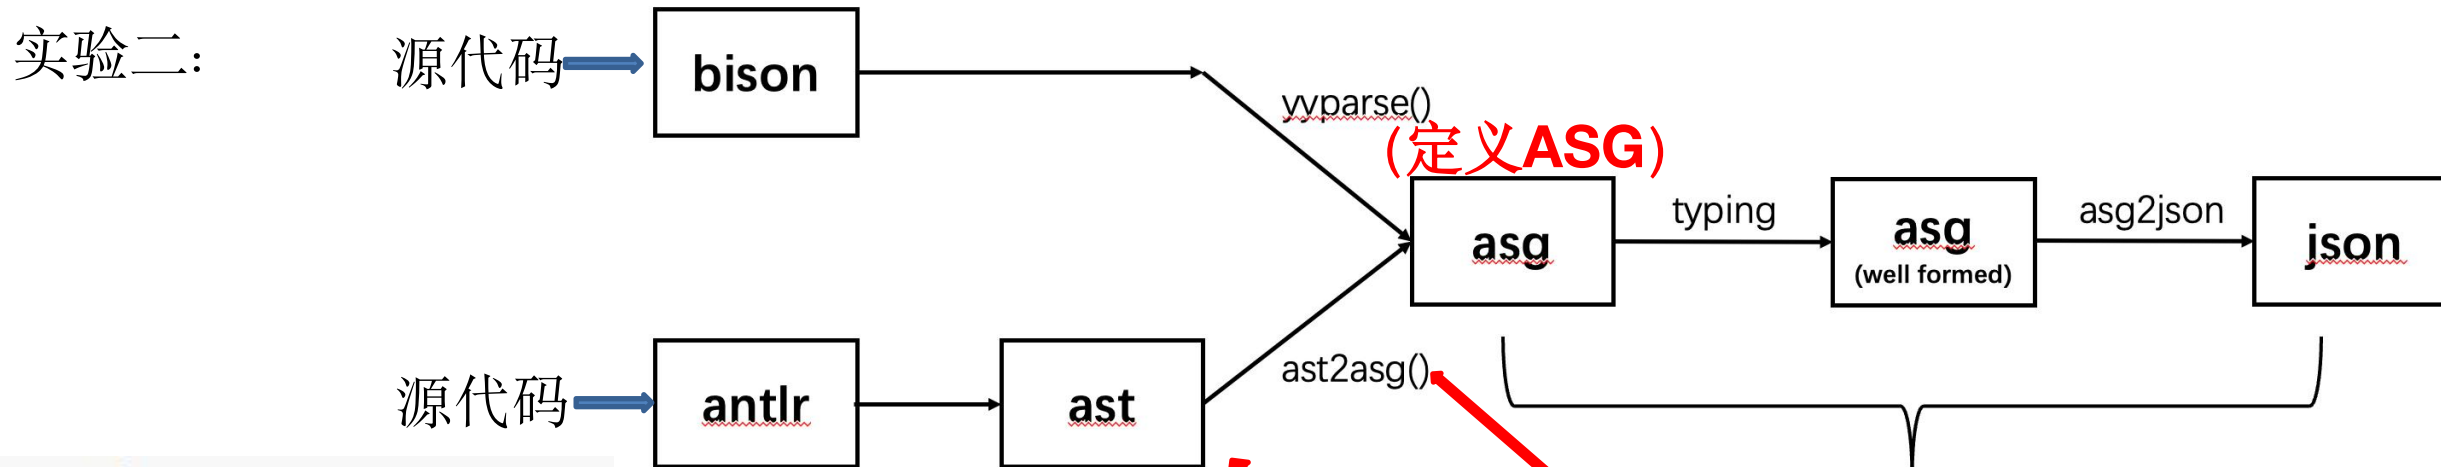 实验二:
源代码
bison
yyparse()
(定义ASG)
asg
typing
asg
(well formed)
asg2json
json
源代码
antlr
ast
ast2asg()